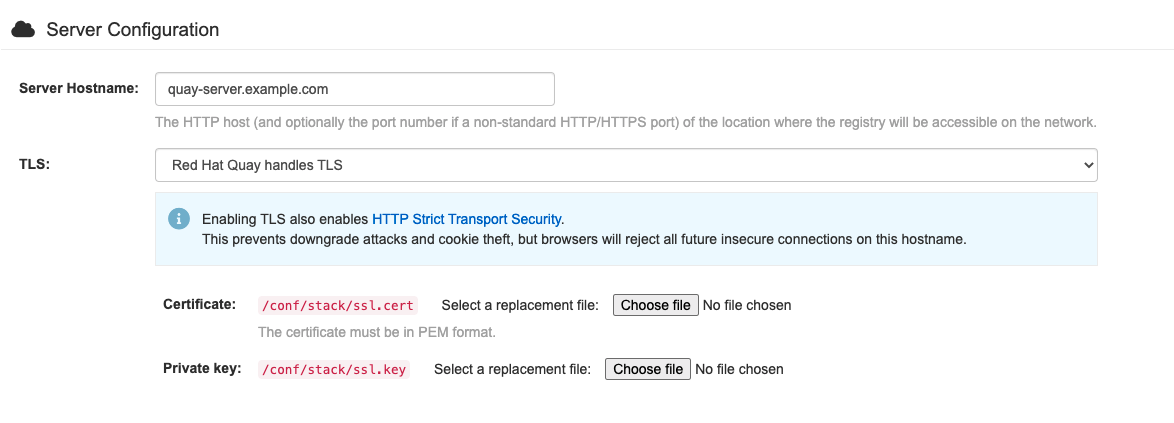 Server Configuration
Server Hostname: quay-server.example.com
The HTTP host (and optionally the port number if a non-standard HTTP/HTTPS port) of the location where the registry will be accessible on the network.
TLS: Red Hat Quay handles TLS
Enabling TLS also enables HTTP Strict Transport Security.
This prevents downgrade attacks and cookie theft, but browsers will reject all future insecure connections on this hostname.
Certificate: /conf/stack/ssl.cert Select a replacement file: Choose file No file chosen
The certificate must be in PEM format.
Private key: /conf/stack/ssl.key Select a replacement file: Choose file No file chosen